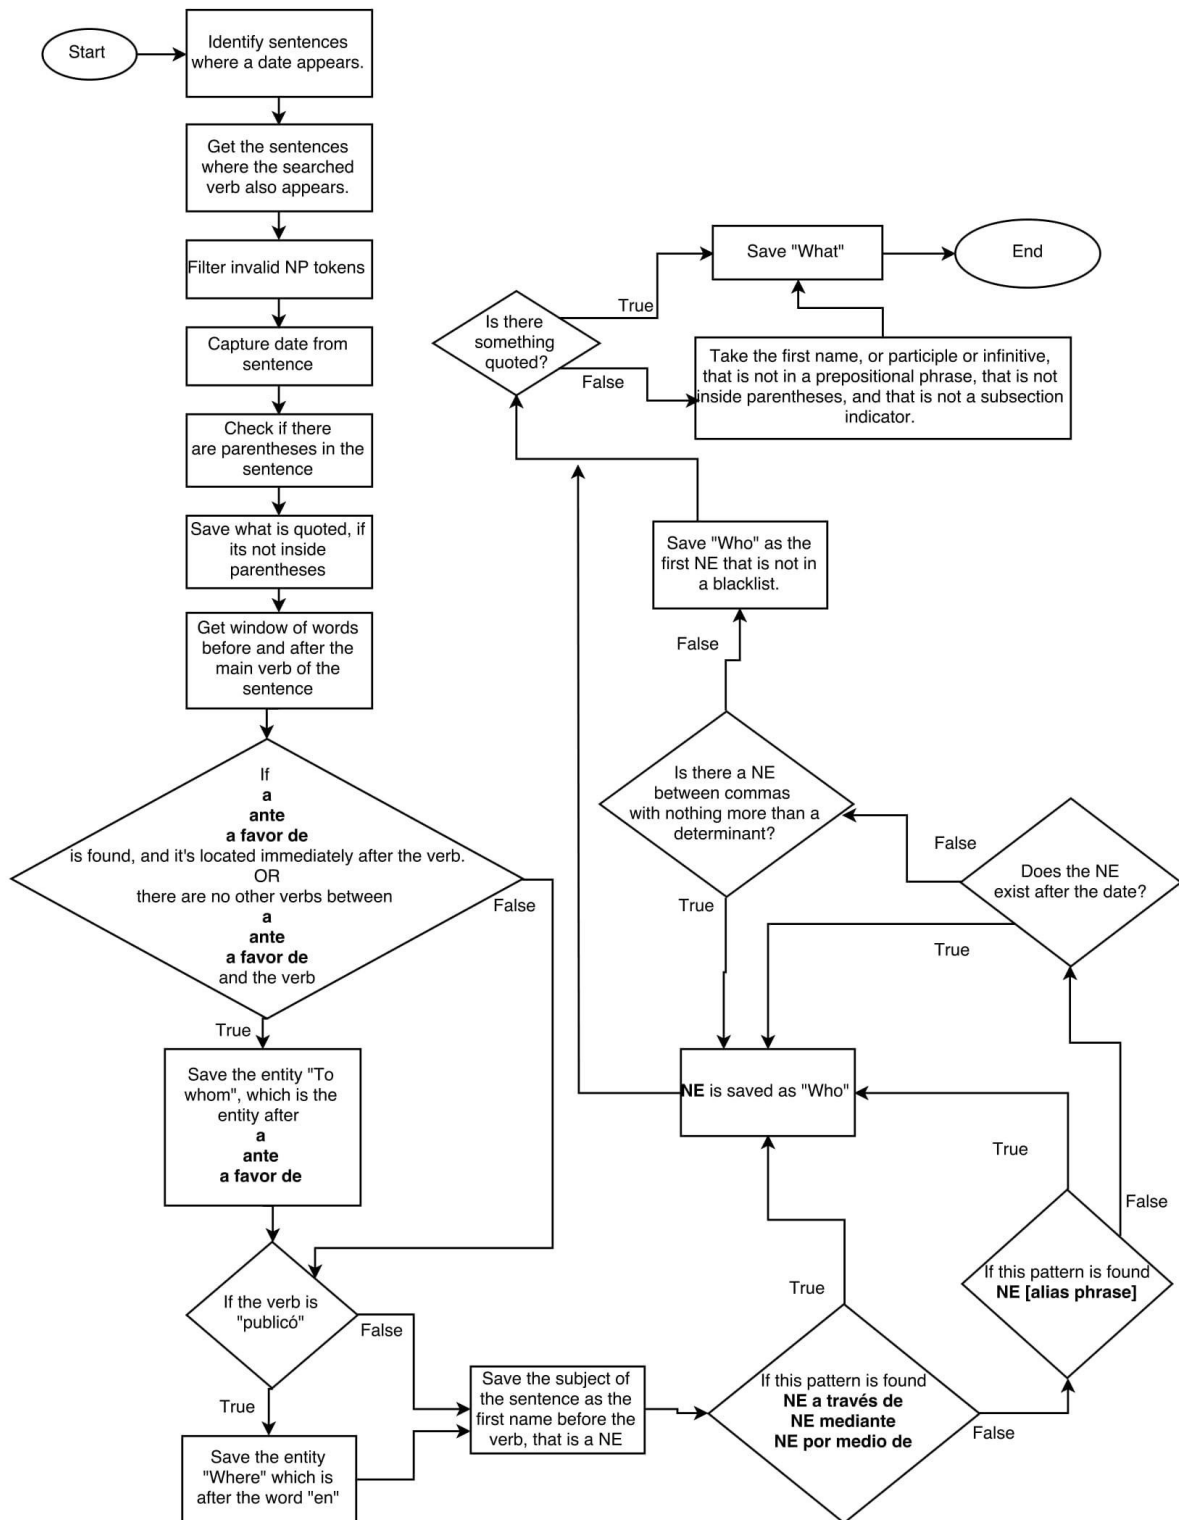 Start
Identify sentences
where a date appears.
Get the sentences
where the searched
verb also appears.
Filter invalid NP tokens
Capture date from
sentence
Check if there
are parentheses in the
sentence
Save what is quoted, if
its not inside
parentheses
Get window of words
before and after the
main verb of the
sentence
If
a
ante
a favor de
is found, and it's located immediately after the verb.
OR
there are no other verbs between
a
ante
a favor de
and the verb
False
True
Save the entity "To
whom", which is the
entity after
a
ante
a favor de
If the verb is
"publicó"
False
True
Save the entity
"Where" which is
after the word "en"
Save the subject of
the sentence as the
first name before the
verb, that is a NE
If this pattern is found
NE a través de
NE mediante
NE por medio de
True
False
If this pattern is found
NE [alias phrase]
True
False
Does the NE
exist after the date?
False
True
NE is saved as "Who"
Is there a NE
between commas
with nothing more than a
determinant?
True
False
Save "Who" as the
first NE that is not in
a blacklist.
Is there
something
quoted?
True
False
Take the first name, or participle or infinitive,
that is not in a prepositional phrase, that is not
inside parentheses, and that is not a subsection
indicator.
Save "What"
End